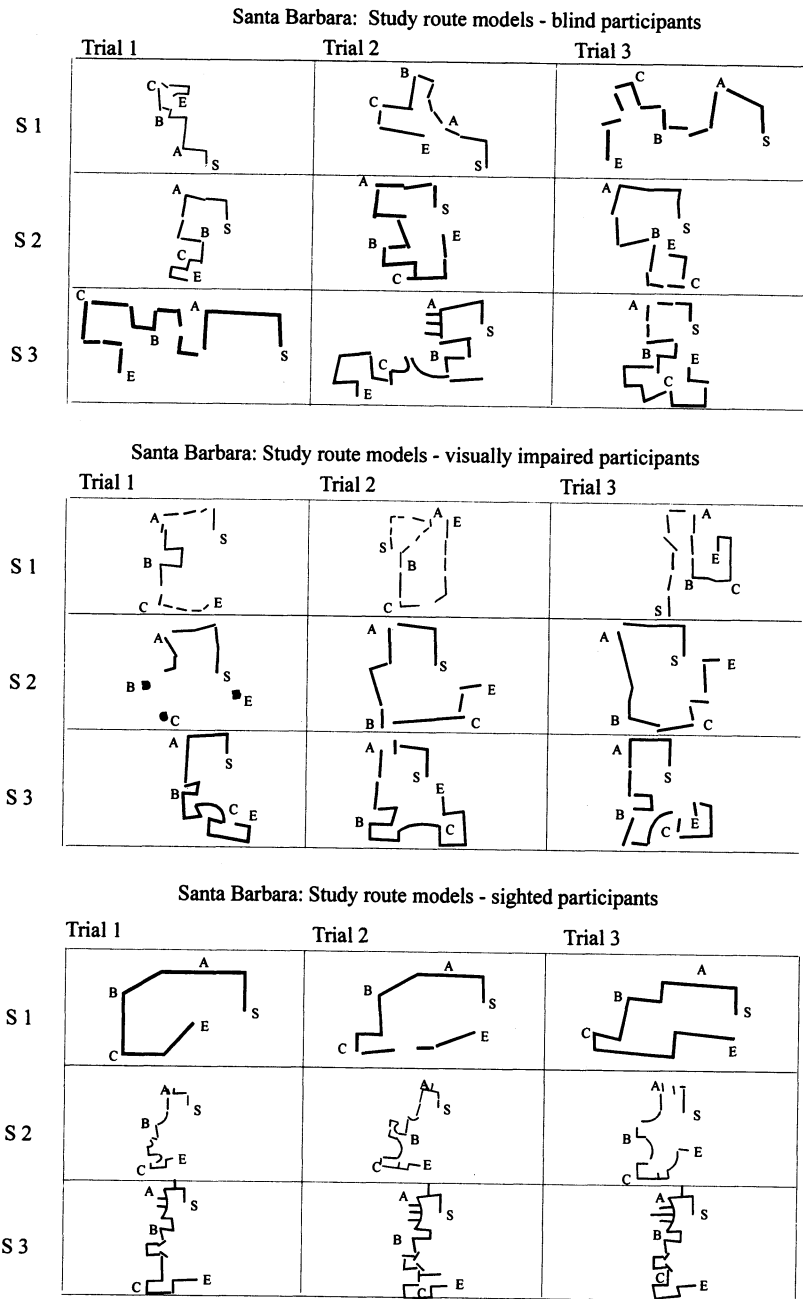 Santa Barbara: Study route models - blind participants
Trial 1 Trial 2 Trial 3
S 1
C E B A S
B C A E S
C A B S E
S 2
A S B C E
A S B E C
A S B E C
S 3
C A B S E
A S B C E
A S B E C
Santa Barbara: Study route models - visually impaired participants
Trial 1 Trial 2 Trial 3
S 1
A S B C E
A E S B C
A E B C S
S 2
A S B E C
A S E B C
A S E B C
S 3
A S B C E
A S E B C
A S B C E
Santa Barbara: Study route models - sighted participants
Trial 1 Trial 2 Trial 3
S 1
A B S E C
A B S E C
A B S C E
S 2
A S B C E
A S B C E
A S B E C
S 3
A S B C E
A S B C E
A S B C E